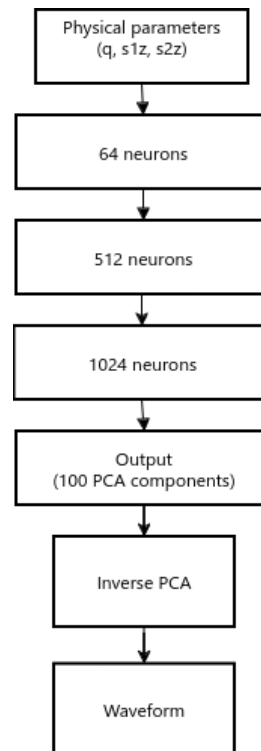 Physical parameters
(q, s1z, s2z)
64 neurons
512 neurons
1024 neurons
Output
(100 PCA components)
Inverse PCA
Waveform